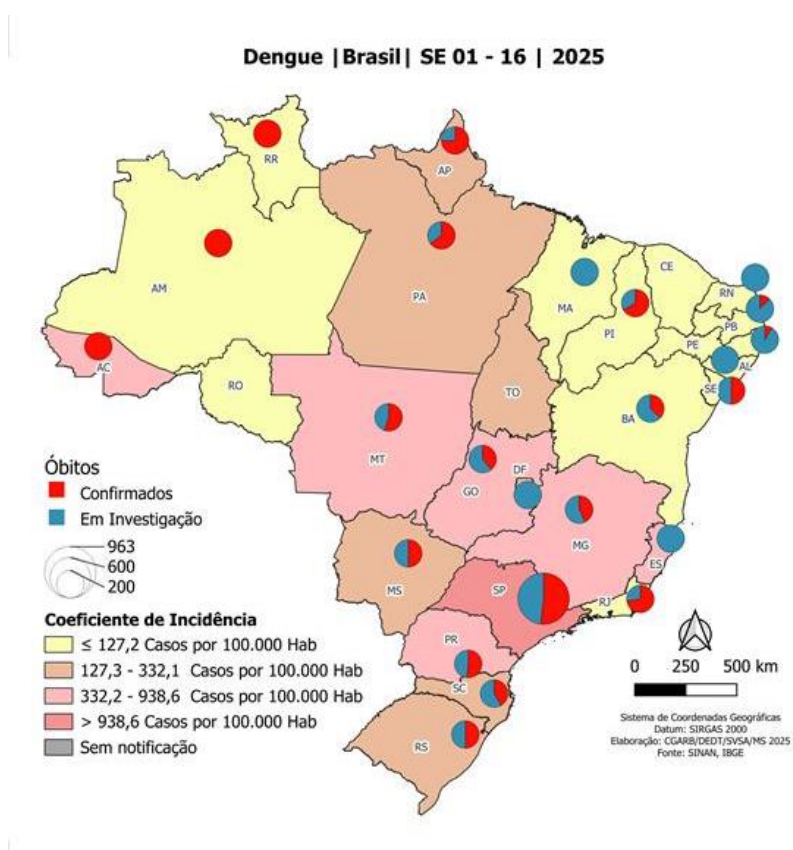 Dengue |Brasil| SE 01 - 16 | 2025
RR
AP
AM
PA
MA
CE
RN
PB
PI
PE
AL
AC
SE
RO
TO
BA
MT
DF
GO
MG
ES
MS
SP
RJ
PR
SC
RS
Óbitos
Confirmados
Em Investigação
963
600
200
Coeficiente de Incidência
≤ 127,2 Casos por 100.000 Hab
127,3 - 332,1 Casos por 100.000 Hab
332,2 - 938,6 Casos por 100.000 Hab
> 938,6 Casos por 100.000 Hab
Sem notificação
0 250 500 km
Sistema de Coordenadas Geográficas
Datum: SIRGAS 2000
Elaboração: CGARB/DEDT/SVSA/MS 2025
Fonte: SINAN, IBGE